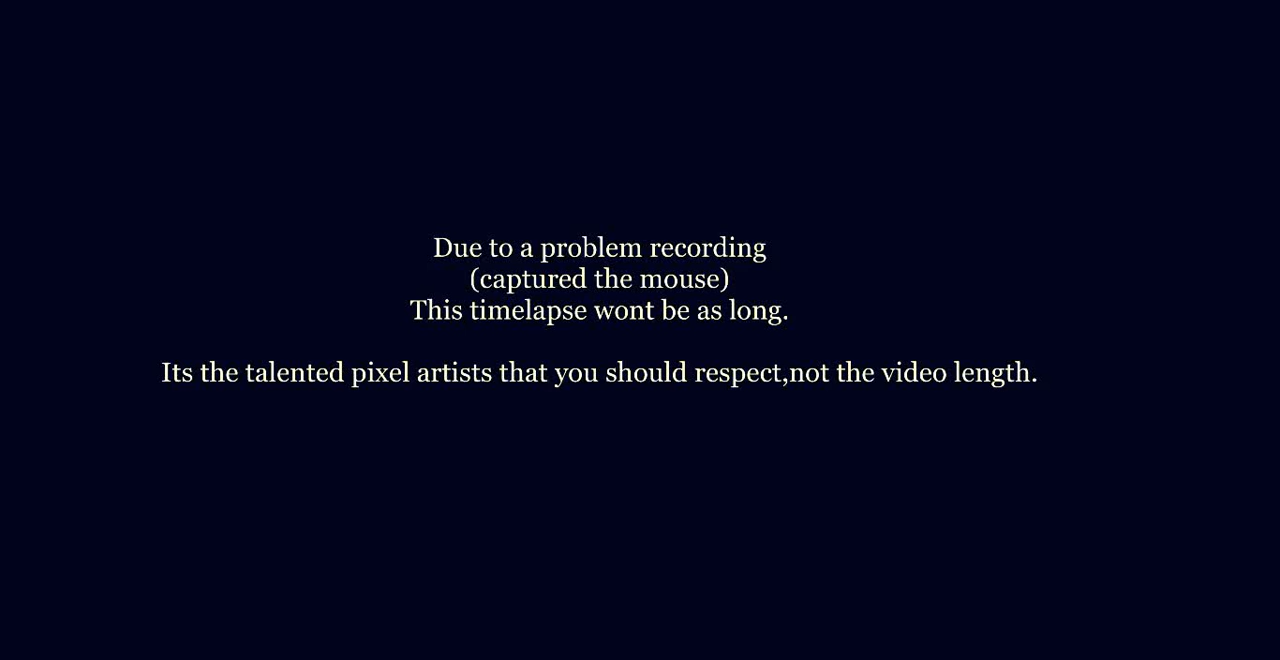 Due to a problem recording
(captured the mouse)
This timelapse wont be as long.
Its the talented pixel artists that you should respect,not the video length.